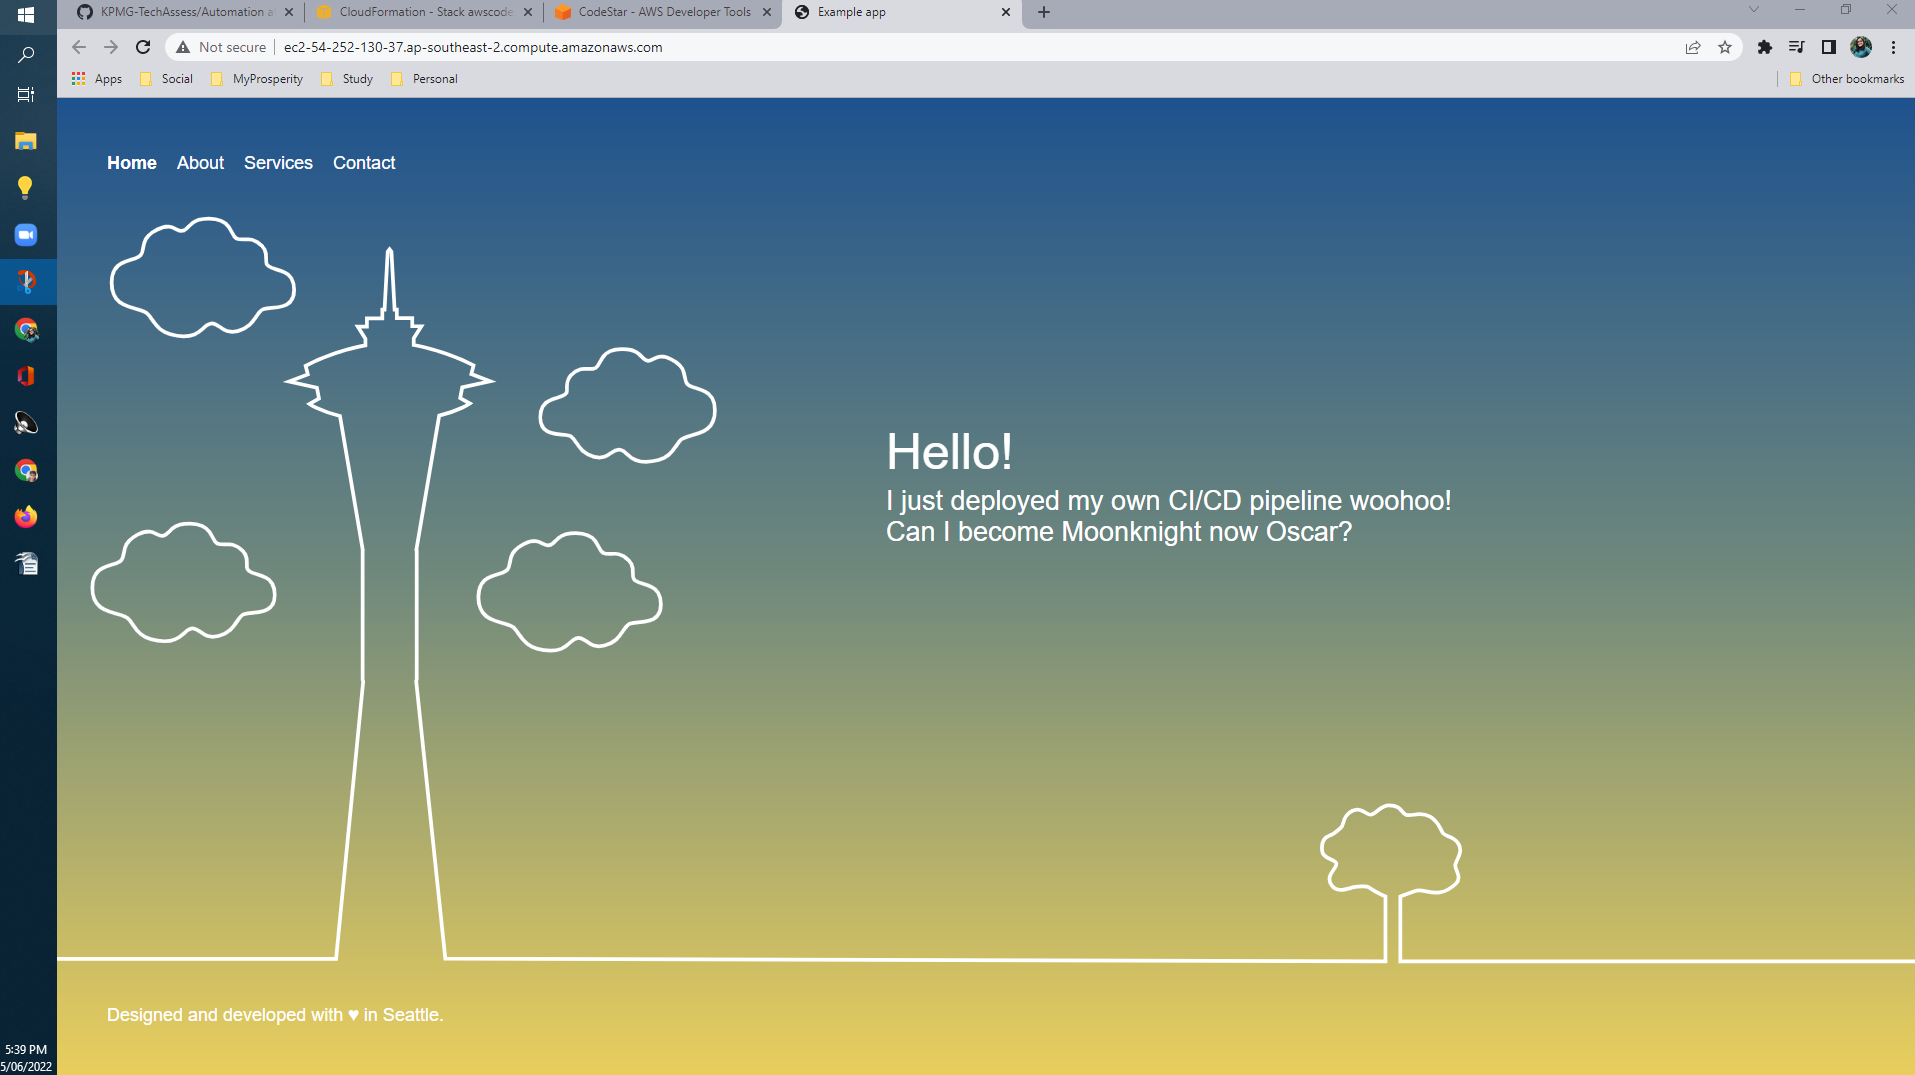 KPMG-TechAssess/Automation a
CloudFormation - Stack awscode
CodeStar - AWS Developer Tools
Example app
Not secure
ec2-54-252-130-37.ap-southeast-2.compute.amazonaws.com
Apps
Social
MyProsperity
Study
Personal
Other bookmarks
Home About Services Contact
Hello!
I just deployed my own CI/CD pipeline woohoo!
Can I become Moonknight now Oscar?
Designed and developed with ♥ in Seattle.
5:39 PM
5/06/2022